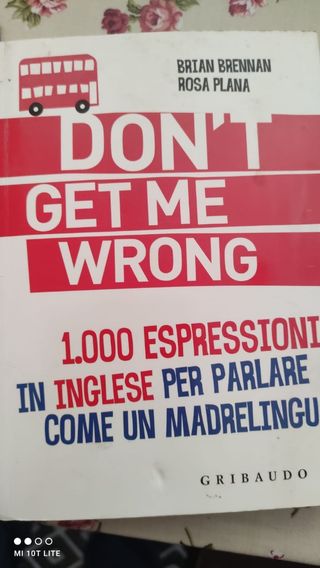 BRIAN BRENNAN
ROSA PLANA
DON'T
GET ME
WRONG
1.000 ESPRESSIONI
IN INGLESE PER PARLARE
COME UN MADRELINGU
GRIBAUDO
MI 10T LITE